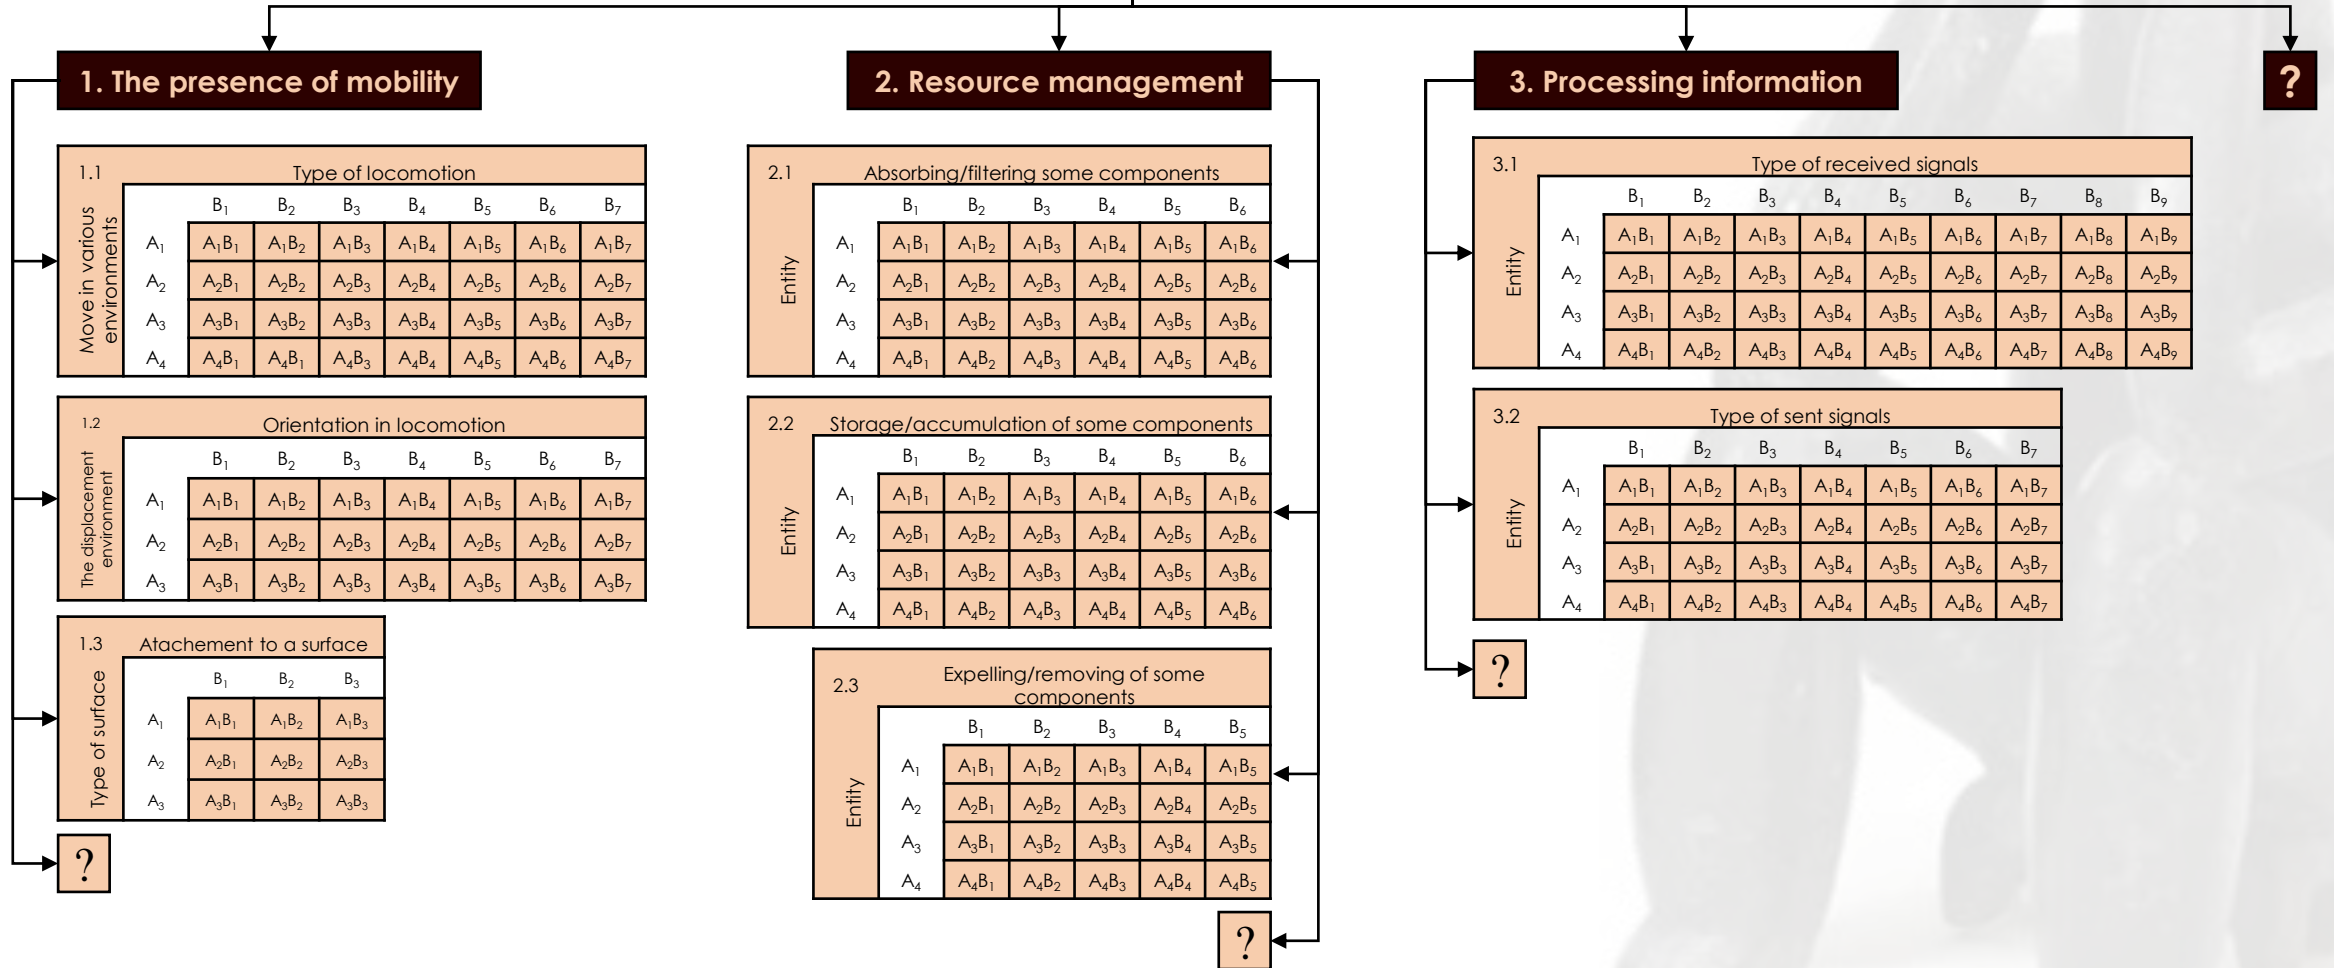 1. The presence of mobility
1.1 Type of locomotion
Move in various
environments
B₁ B₂ B₃ B₄ B₅ B₆ B₇
A₁ A₁B₁ A₁B₂ A₁B₃ A₁B₄ A₁B₅ A₁B₆ A₁B₇
A₂ A₂B₁ A₂B₂ A₂B₃ A₂B₄ A₂B₅ A₂B₆ A₂B₇
A₃ A₃B₁ A₃B₂ A₃B₃ A₃B₄ A₃B₅ A₃B₆ A₃B₇
A₄ A₄B₁ A₄B₁ A₄B₃ A₄B₄ A₄B₅ A₄B₆ A₄B₇
1.2 Orientation in locomotion
The displacement
environment
B₁ B₂ B₃ B₄ B₅ B₆ B₇
A₁ A₁B₁ A₁B₂ A₁B₃ A₁B₄ A₁B₅ A₁B₆ A₁B₇
A₂ A₂B₁ A₂B₂ A₂B₃ A₂B₄ A₂B₅ A₂B₆ A₂B₇
A₃ A₃B₁ A₃B₂ A₃B₃ A₃B₄ A₃B₅ A₃B₆ A₃B₇
1.3 Atachement to a surface
Type of surface
B₁ B₂ B₃
A₁ A₁B₁ A₁B₂ A₁B₃
A₂ A₂B₁ A₂B₂ A₂B₃
A₃ A₃B₁ A₃B₂ A₃B₃
?
2. Resource management
2.1 Absorbing/filtering some components
Entity
B₁ B₂ B₃ B₄ B₅ B₆
A₁ A₁B₁ A₁B₂ A₁B₃ A₁B₄ A₁B₅ A₁B₆
A₂ A₂B₁ A₂B₂ A₂B₃ A₂B₄ A₂B₅ A₂B₆
A₃ A₃B₁ A₃B₂ A₃B₃ A₃B₄ A₃B₅ A₃B₆
A₄ A₄B₁ A₄B₂ A₄B₃ A₄B₄ A₄B₅ A₄B₆
2.2 Storage/accumulation of some components
Entity
B₁ B₂ B₃ B₄ B₅ B₆
A₁ A₁B₁ A₁B₂ A₁B₃ A₁B₄ A₁B₅ A₁B₆
A₂ A₂B₁ A₂B₂ A₂B₃ A₂B₄ A₂B₅ A₂B₆
A₃ A₃B₁ A₃B₂ A₃B₃ A₃B₄ A₃B₅ A₃B₆
A₄ A₄B₁ A₄B₂ A₄B₃ A₄B₄ A₄B₅ A₄B₆
2.3 Expelling/removing of some
components
Entity
B₁ B₂ B₃ B₄ B₅
A₁ A₁B₁ A₁B₂ A₁B₃ A₁B₄ A₁B₅
A₂ A₂B₁ A₂B₂ A₂B₃ A₂B₄ A₂B₅
A₃ A₃B₁ A₃B₂ A₃B₃ A₃B₄ A₃B₅
A₄ A₄B₁ A₄B₂ A₄B₃ A₄B₄ A₄B₅
?
3. Processing information
3.1 Type of received signals
Entity
B₁ B₂ B₃ B₄ B₅ B₆ B₇ B₈ B₉
A₁ A₁B₁ A₁B₂ A₁B₃ A₁B₄ A₁B₅ A₁B₆ A₁B₇ A₁B₈ A₁B₉
A₂ A₂B₁ A₂B₂ A₂B₃ A₂B₄ A₂B₅ A₂B₆ A₂B₇ A₂B₈ A₂B₉
A₃ A₃B₁ A₃B₂ A₃B₃ A₃B₄ A₃B₅ A₃B₆ A₃B₇ A₃B₈ A₃B₉
A₄ A₄B₁ A₄B₂ A₄B₃ A₄B₄ A₄B₅ A₄B₆ A₄B₇ A₄B₈ A₄B₉
3.2 Type of sent signals
Entity
B₁ B₂ B₃ B₄ B₅ B₆ B₇
A₁ A₁B₁ A₁B₂ A₁B₃ A₁B₄ A₁B₅ A₁B₆ A₁B₇
A₂ A₂B₁ A₂B₂ A₂B₃ A₂B₄ A₂B₅ A₂B₆ A₂B₇
A₃ A₃B₁ A₃B₂ A₃B₃ A₃B₄ A₃B₅ A₃B₆ A₃B₇
A₄ A₄B₁ A₄B₂ A₄B₃ A₄B₄ A₄B₅ A₄B₆ A₄B₇
?
?